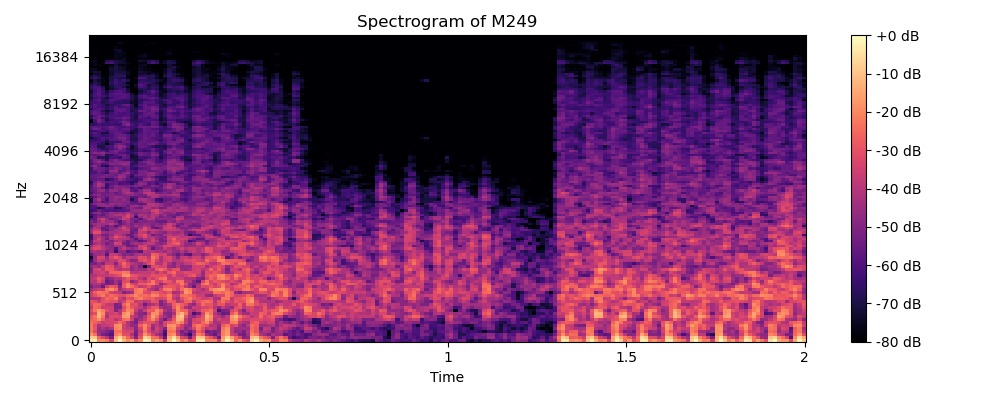 Spectrogram of M249
Hz
16384
8192
4096
2048
1024
512
0
0
0.5
1
1.5
2
Time
+0 dB
-10 dB
-20 dB
-30 dB
-40 dB
-50 dB
-60 dB
-70 dB
-80 dB